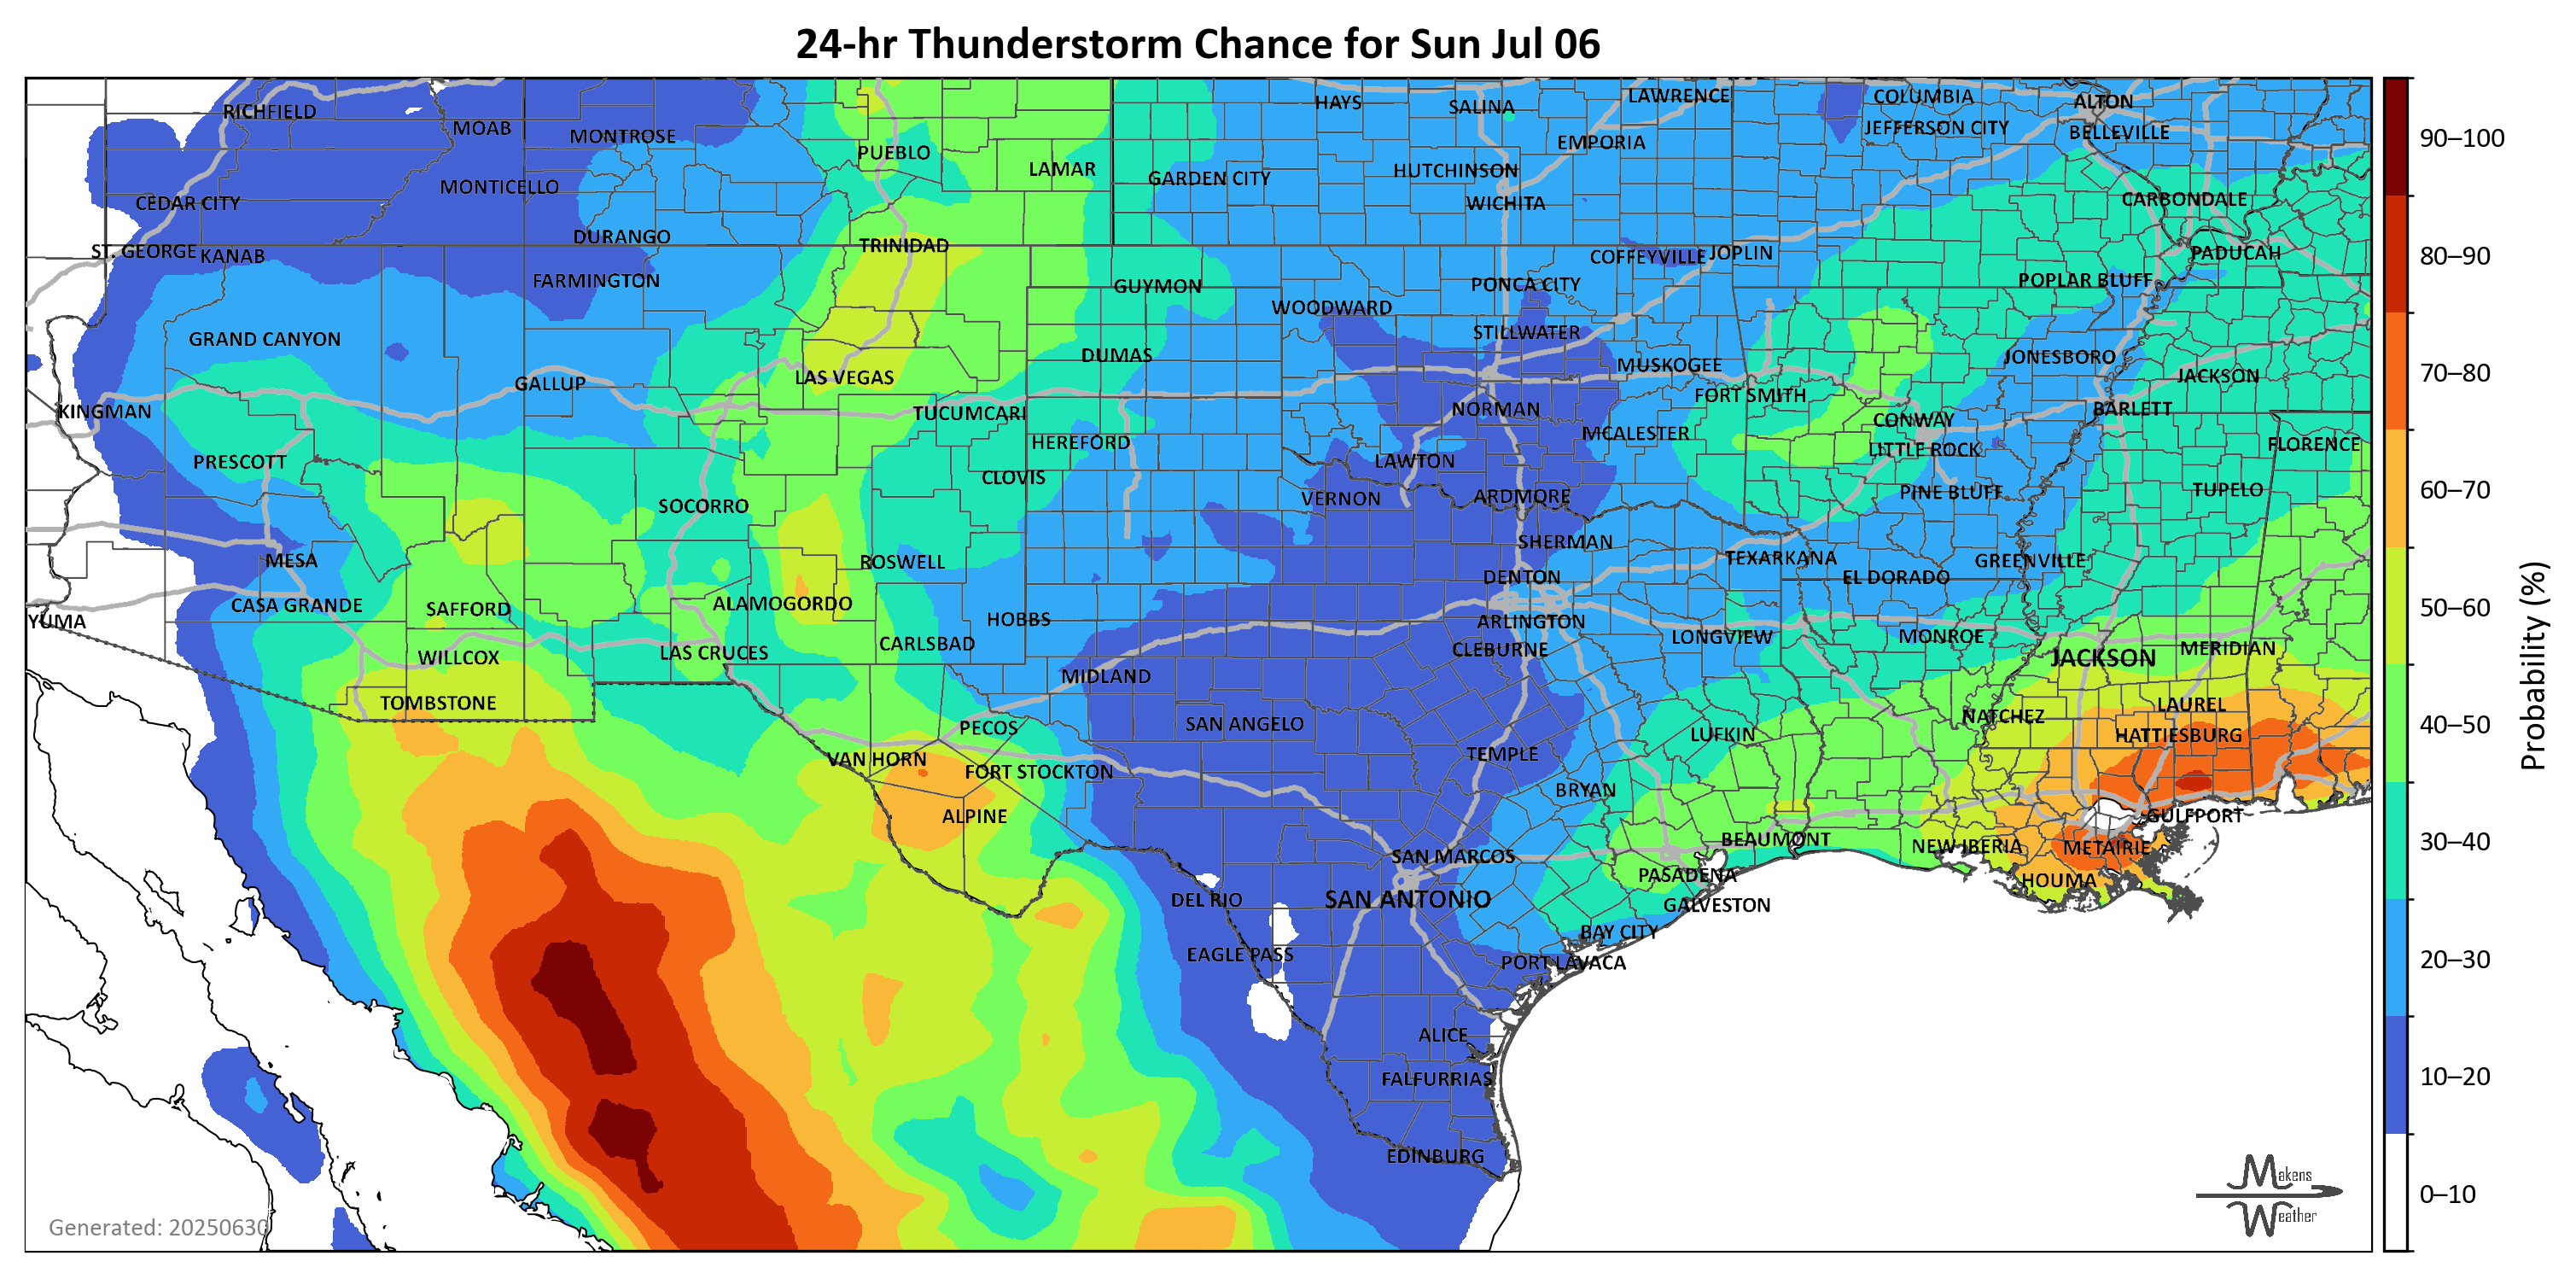 24-hr Thunderstorm Chance for Sun Jul 06
RICHFIELD
MOAB
MONTROSE
PUEBLO
LAMAR
GARDEN CITY
HAYS
SALINA
LAWRENCE
EMPORIA
HUTCHINSON
WICHITA
COLUMBIA
JEFFERSON CITY
ALTON
BELLEVILLE
CARBONDALE
PADUCAH
POPLAR BLUFF
CEDAR CITY
MONTICELLO
DURANGO
TRINIDAD
ST. GEORGE
KANAB
FARMINGTON
GUYMON
WOODWARD
PONCA CITY
COFFEYVILLE
JOPLIN
STILLWATER
GRAND CANYON
GALLUP
LAS VEGAS
DUMAS
MUSKOGEE
JONESBORO
JACKSON
KINGMAN
TUCUMCARI
NORMAN
FORT SMITH
CONWAY
BARLETT
HEREFORD
MCALESTER
LITTLE ROCK
FLORENCE
PRESCOTT
CLOVIS
LAWTON
VERNON
ARDMORE
PINE BLUFF
TUPELO
SOCORRO
MESA
ROSWELL
SHERMAN
TEXARKANA
GREENVILLE
DENTON
EL DORADO
CASA GRANDE
SAFFORD
ALAMOGORDO
YUMA
HOBBS
ARLINGTON
LONGVIEW
MONROE
CARLSBAD
CLEBURNE
JACKSON
MERIDIAN
WILLCOX
LAS CRUCES
MIDLAND
TOMBSTONE
PECOS
SAN ANGELO
LUFKIN
NATCHEZ
LAUREL
HATTIESBURG
VAN HORN
FORT STOCKTON
TEMPLE
BRYAN
ALPINE
BEAUMONT
GULFPORT
NEW IBERIA
METAIRIE
SAN MARCOS
PASADENA
HOUMA
DEL RIO
SAN ANTONIO
GALVESTON
BAY CITY
EAGLE PASS
PORT LAVACA
ALICE
FALFURRIAS
EDINBURG
Generated: 20250630
Makens
Weather
90–100
80–90
70–80
60–70
50–60
40–50
30–40
20–30
10–20
0–10
Probability (%)